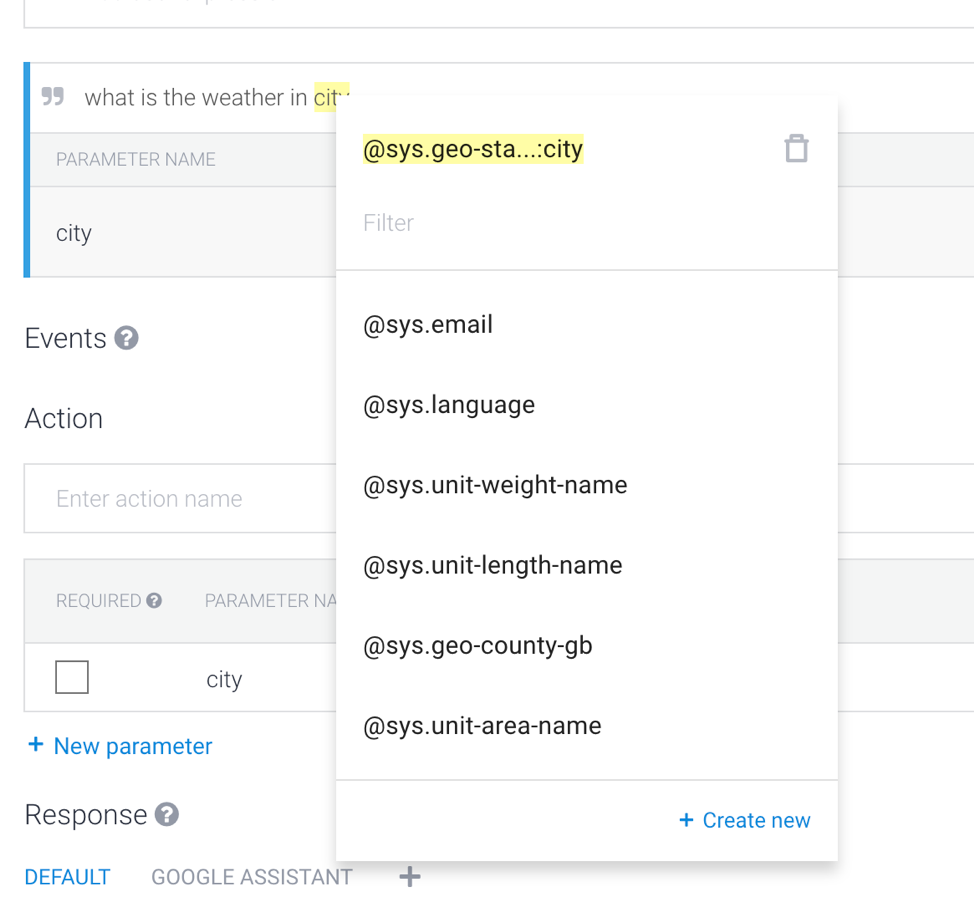 what is the weather in city
@sys.geo-sta...:city
PARAMETER NAME
Filter
city
@sys.email
Events
@sys.language
Action
@sys.unit-weight-name
Enter action name
@sys.unit-length-name
REQUIRED PARAMETER NA
@sys.geo-county-gb
city
@sys.unit-area-name
+ New parameter
Response
+ Create new
DEFAULT GOOGLE ASSISTANT +